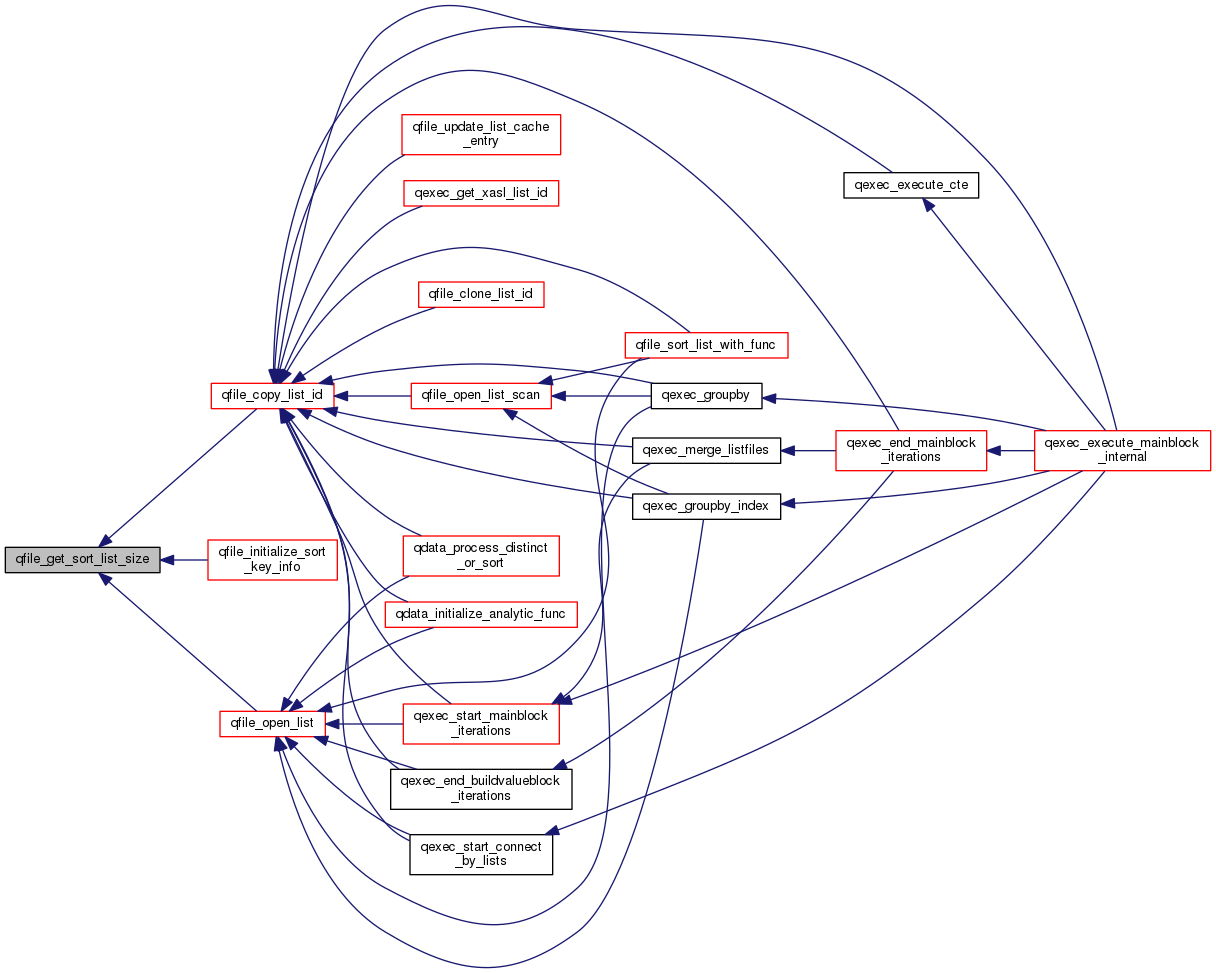 qfile_update_list_cache
_entry
qexec_get_xasl_list_id
qexec_execute_cte
qfile_clone_list_id
qfile_sort_list_with_func
qfile_copy_list_id
qfile_open_list_scan
qexec_groupby
qexec_merge_listfiles
qexec_end_mainblock
_iterations
qexec_execute_mainblock
_internal
qexec_groupby_index
qfile_get_sort_list_size
qfile_initialize_sort
_key_info
qdata_process_distinct
_or_sort
qdata_initialize_analytic_func
qfile_open_list
qexec_start_mainblock
_iterations
qexec_end_buildvalueblock
_iterations
qexec_start_connect
_by_lists